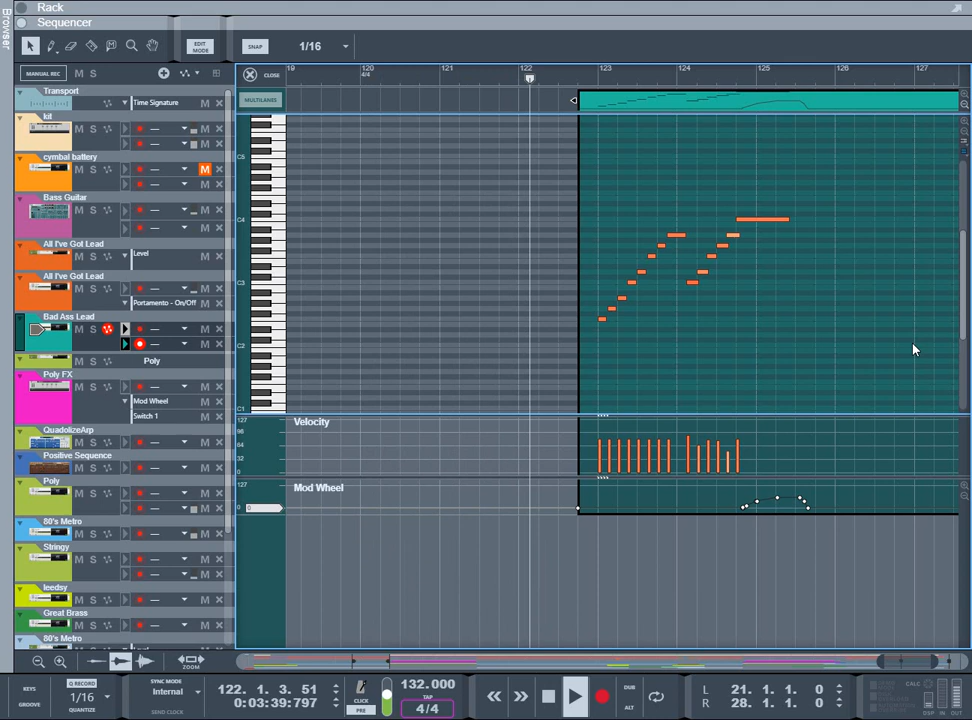 Browser
Rack
Sequencer
EDIT MODE
SNAP
1/16
MANUAL REC
M S
CLOSE
19
120
4/4
121
122
123
124
125
126
127
MULTILANES
Transport
Time Signature
M
kit
M S
M
M
cymbal battery
M S
M
M
Bass Guitar
M S
M
M
All I've Got Lead
Level
M S
M
All I've Got Lead
M S
M
Portamento - On/Off
M
Bad Ass Lead
M S
M
M
Poly
M S
Poly FX
M S
M
Mod Wheel
M
Switch 1
M
QuadolizeArp
M S
M
Positive Sequence
M S
M
Poly
M S
M
M
80's Metro
M S
M
Stringy
M S
M
M
leedsy
M S
M
Great Brass
M S
M
80's Metro
C5
C4
C3
C2
C1
127
96
64
32
0
Velocity
127
0
0
Mod Wheel
ZOOM
KEYS
GROOVE
Q RECORD
1/16
QUANTIZE
SYNC MODE
Internal
SEND CLOCK
122. 1. 3. 51
0:03:39:797
CLICK
PRE
132.000
TAP
4/4
DUB
ALT
L 21. 1. 1. 0
R 28. 1. 1. 0
CALC
DSP
IN
OUT